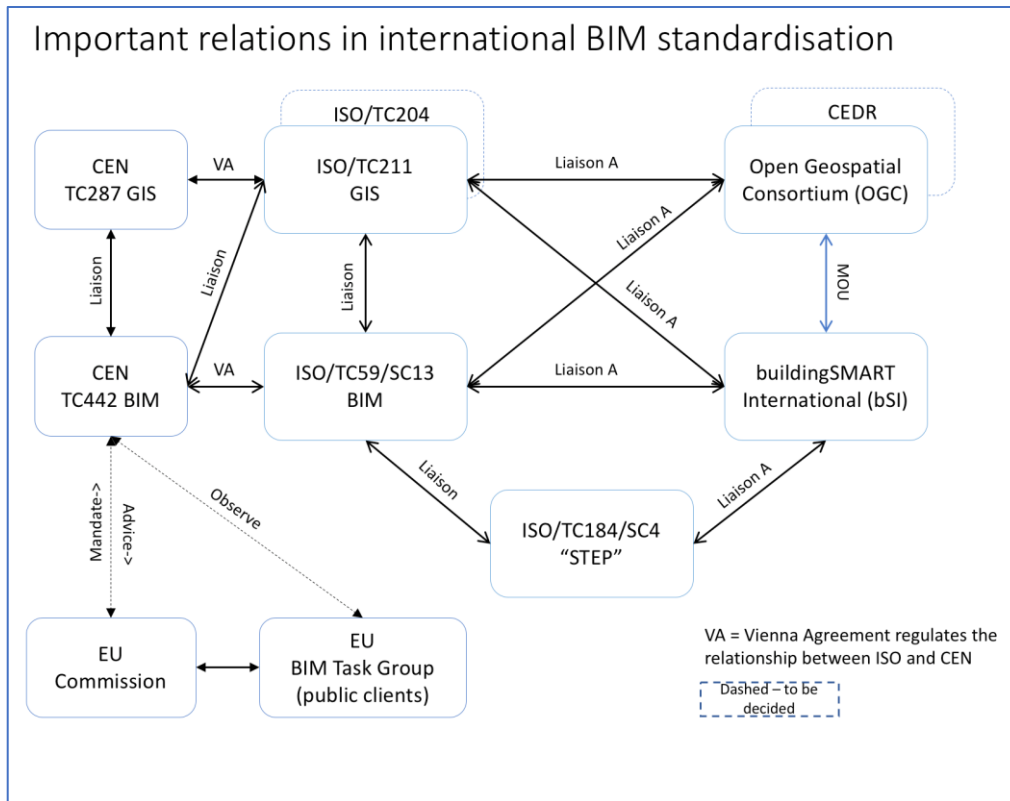 Important relations in international BIM standardisation
ISO/TC204
CEDR
CEN
TC287 GIS
VA
ISO/TC211
GIS
Liaison A
Open Geospatial
Consortium (OGC)
Liaison
Liaison
Liaison
Liaison A
Liaison A
MOU
CEN
TC442 BIM
VA
ISO/TC59/SC13
BIM
Liaison A
buildingSMART
International (bSI)
Mandate->
Advice->
Observe
Liaison
Liaison A
ISO/TC184/SC4
“STEP”
EU
Commission
EU
BIM Task Group
(public clients)
VA = Vienna Agreement regulates the
relationship between ISO and CEN
Dashed – to be
decided